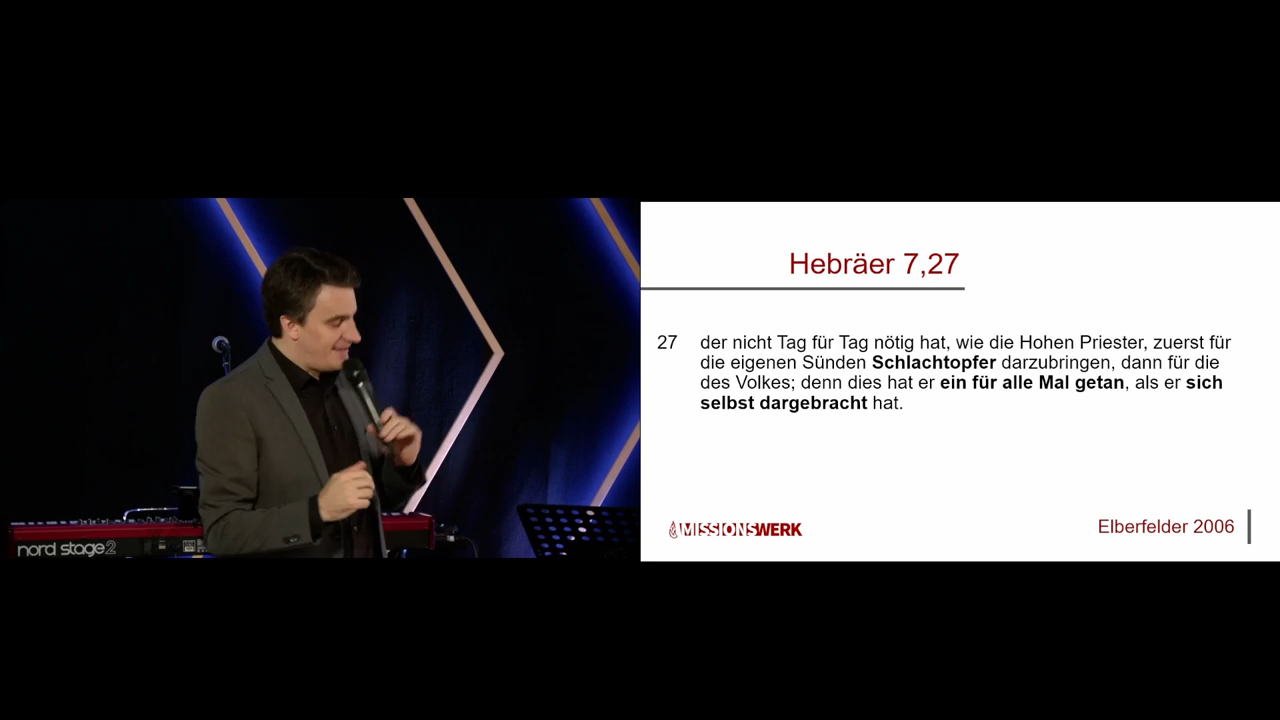 nord stage 2
Hebräer 7,27
27 der nicht Tag für Tag nötig hat, wie die Hohen Priester, zuerst für
die eigenen Sünden Schlachtopfer darzubringen, dann für die
des Volkes; denn dies hat er ein für alle Mal getan, als er sich
selbst dargebracht hat.
MISSIONSWERK
Elberfelder 2006